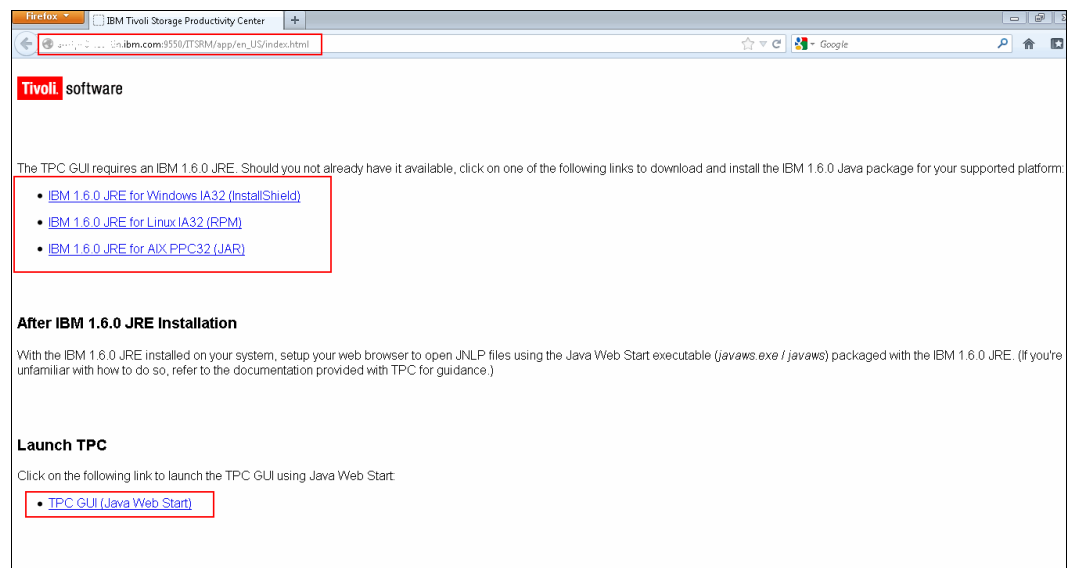 Firefox
IBM Tivoli Storage Productivity Center
.ibm.com:9550/ITSRM/app/en_US/index.html
Google
Tivoli. software
The TPC GUI requires an IBM 1.6.0 JRE. Should you not already have it available, click on one of the following links to download and install the IBM 1.6.0 Java package for your supported platform:
• IBM 1.6.0 JRE for Windows IA32 (InstallShield)
• IBM 1.6.0 JRE for Linux IA32 (RPM)
• IBM 1.6.0 JRE for AIX PPC32 (JAR)
After IBM 1.6.0 JRE Installation
With the IBM 1.6.0 JRE installed on your system, setup your web browser to open JNLP files using the Java Web Start executable (javaws.exe / javaws) packaged with the IBM 1.6.0 JRE. (If you're
unfamiliar with how to do so, refer to the documentation provided with TPC for guidance.)
Launch TPC
Click on the following link to launch the TPC GUI using Java Web Start:
• TPC GUI (Java Web Start)